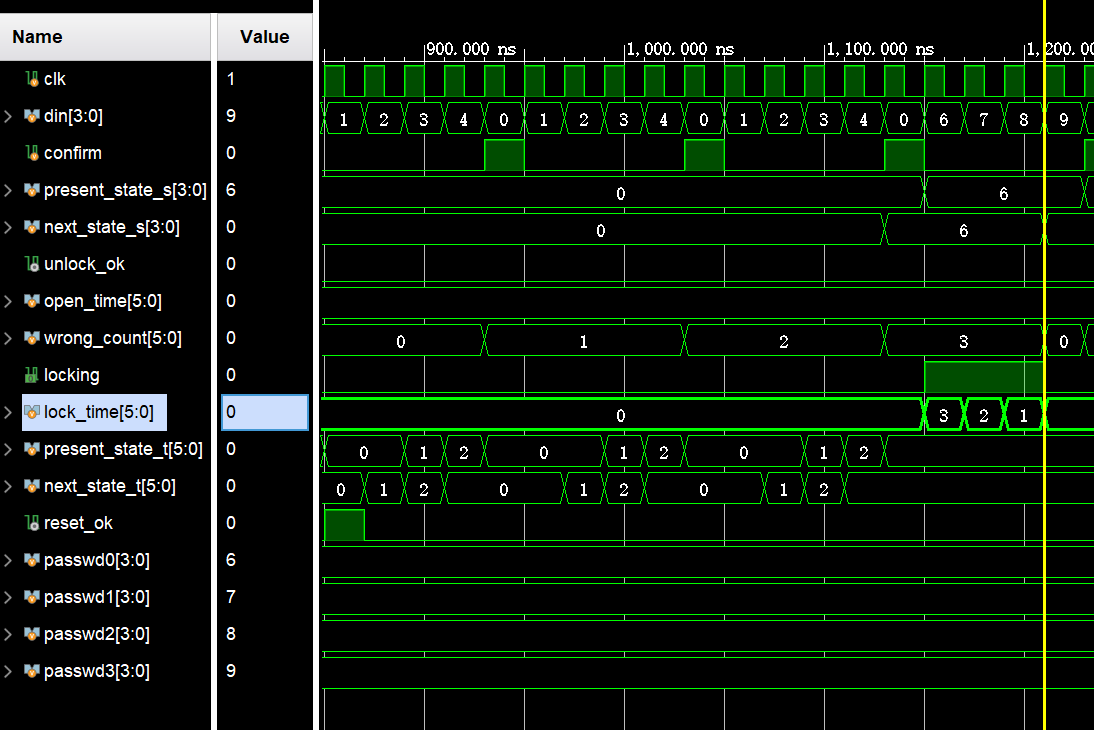 Name Value
900.000 ns 1,000.000 ns 1,100.000 ns 1,200.00
clk 1
din[3:0] 9 1 2 3 4 0 1 2 3 4 0 1 2 3 4 0 6 7 8 9
confirm 0
present_state_s[3:0] 6 0 6
next_state_s[3:0] 0 0 6
unlock_ok 0
open_time[5:0] 0
wrong_count[5:0] 0 0 1 2 3 0
locking 0
lock_time[5:0] 0 0 3 2 1
present_state_t[5:0] 0 0 1 2 0 1 2 0 1 2
next_state_t[5:0] 0 0 1 2 0 1 2 0 1 2
reset_ok 0
passwd0[3:0] 6
passwd1[3:0] 7
passwd2[3:0] 8
passwd3[3:0] 9